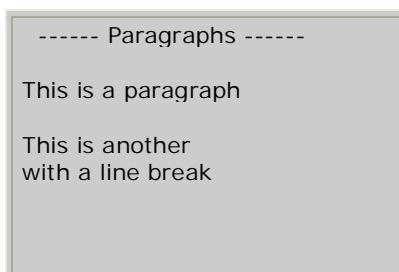 ------ Paragraphs ------
This is a paragraph
This is another
with a line break